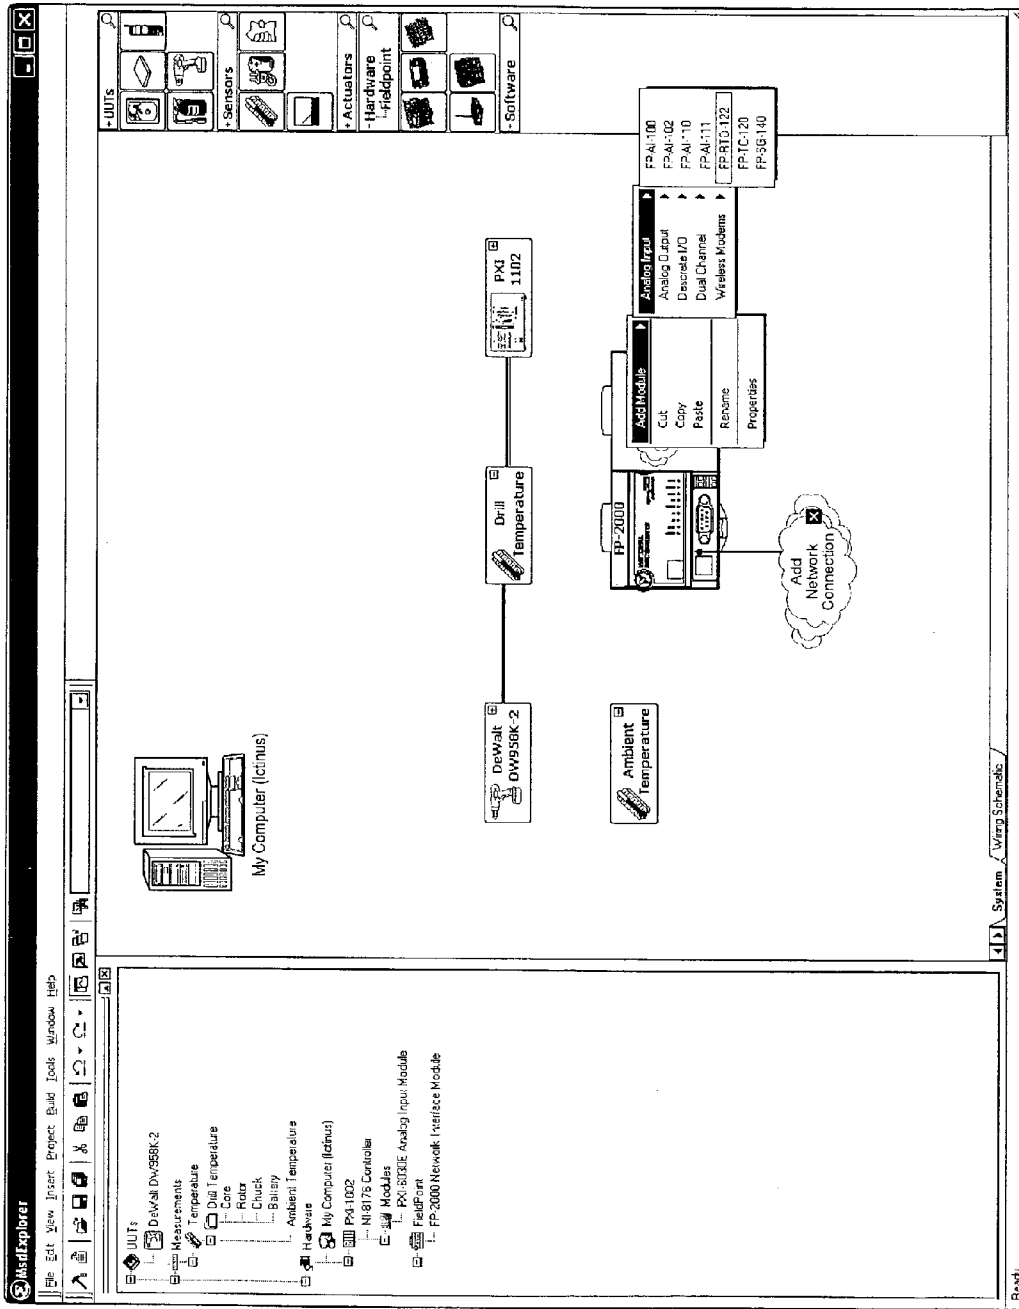 MsdExplorer
File Edit View Insert Project Build Tools Window Help
UUTs
DeWalt DW958K-2
Measurements
Temperature
Drill Temperature
Core
Rotor
Chuck
Battery
Ambient Temperature
Hardware
My Computer (Ictinus)
PXI-1002
NI-8176 Controller
Modules
PXI-6030E Analog Input Module
FieldPoint
FP-2000 Network Interface Module
My Computer (Ictinus)
DeWalt
DW958K-2
Drill
Temperature
PXI
1102
Ambient
Temperature
FP-2000
Add
Network
Connection
Add Module
Cut
Copy
Paste
Rename
Properties
Analog Input
Analog Output
Descrete I/O
Dual Channel
Wireless Modems
FP-AI-100
FP-AI-102
FP-AI-110
FP-AI-111
FP-RTD-122
FP-TC-120
FP-SG-140
+ UUTs
+ Sensors
+ Actuators
- Hardware
Fieldpoint
- Software
System
Wiring Schematic
Ready